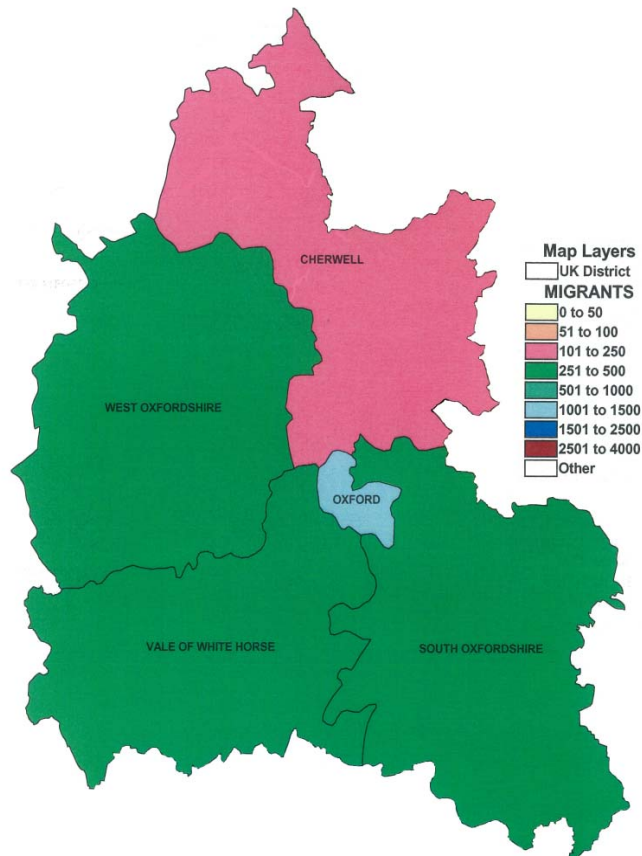 CHERWELL
Map Layers
UK District
MIGRANTS
0 to 50
51 to 100
101 to 250
251 to 500
501 to 1000
1001 to 1500
1501 to 2500
2501 to 4000
Other
WEST OXFORDSHIRE
OXFORD
VALE OF WHITE HORSE
SOUTH OXFORDSHIRE